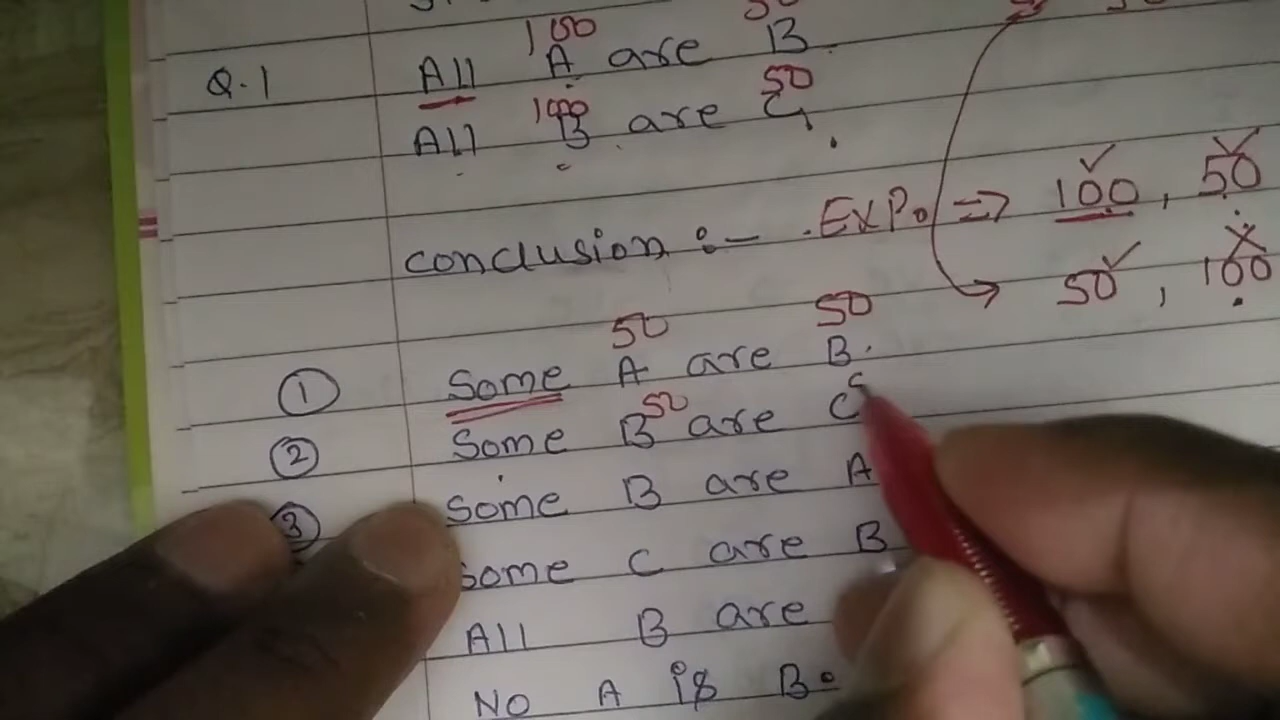 100
Q.1 All A are B.
100 50
All B are C,
conclusion :- .EXP. => 100, 50
50, 100
50 50
① Some A are B.
50
② Some B are C
③ Some B are A
Some C are B
All B are
No A is B.